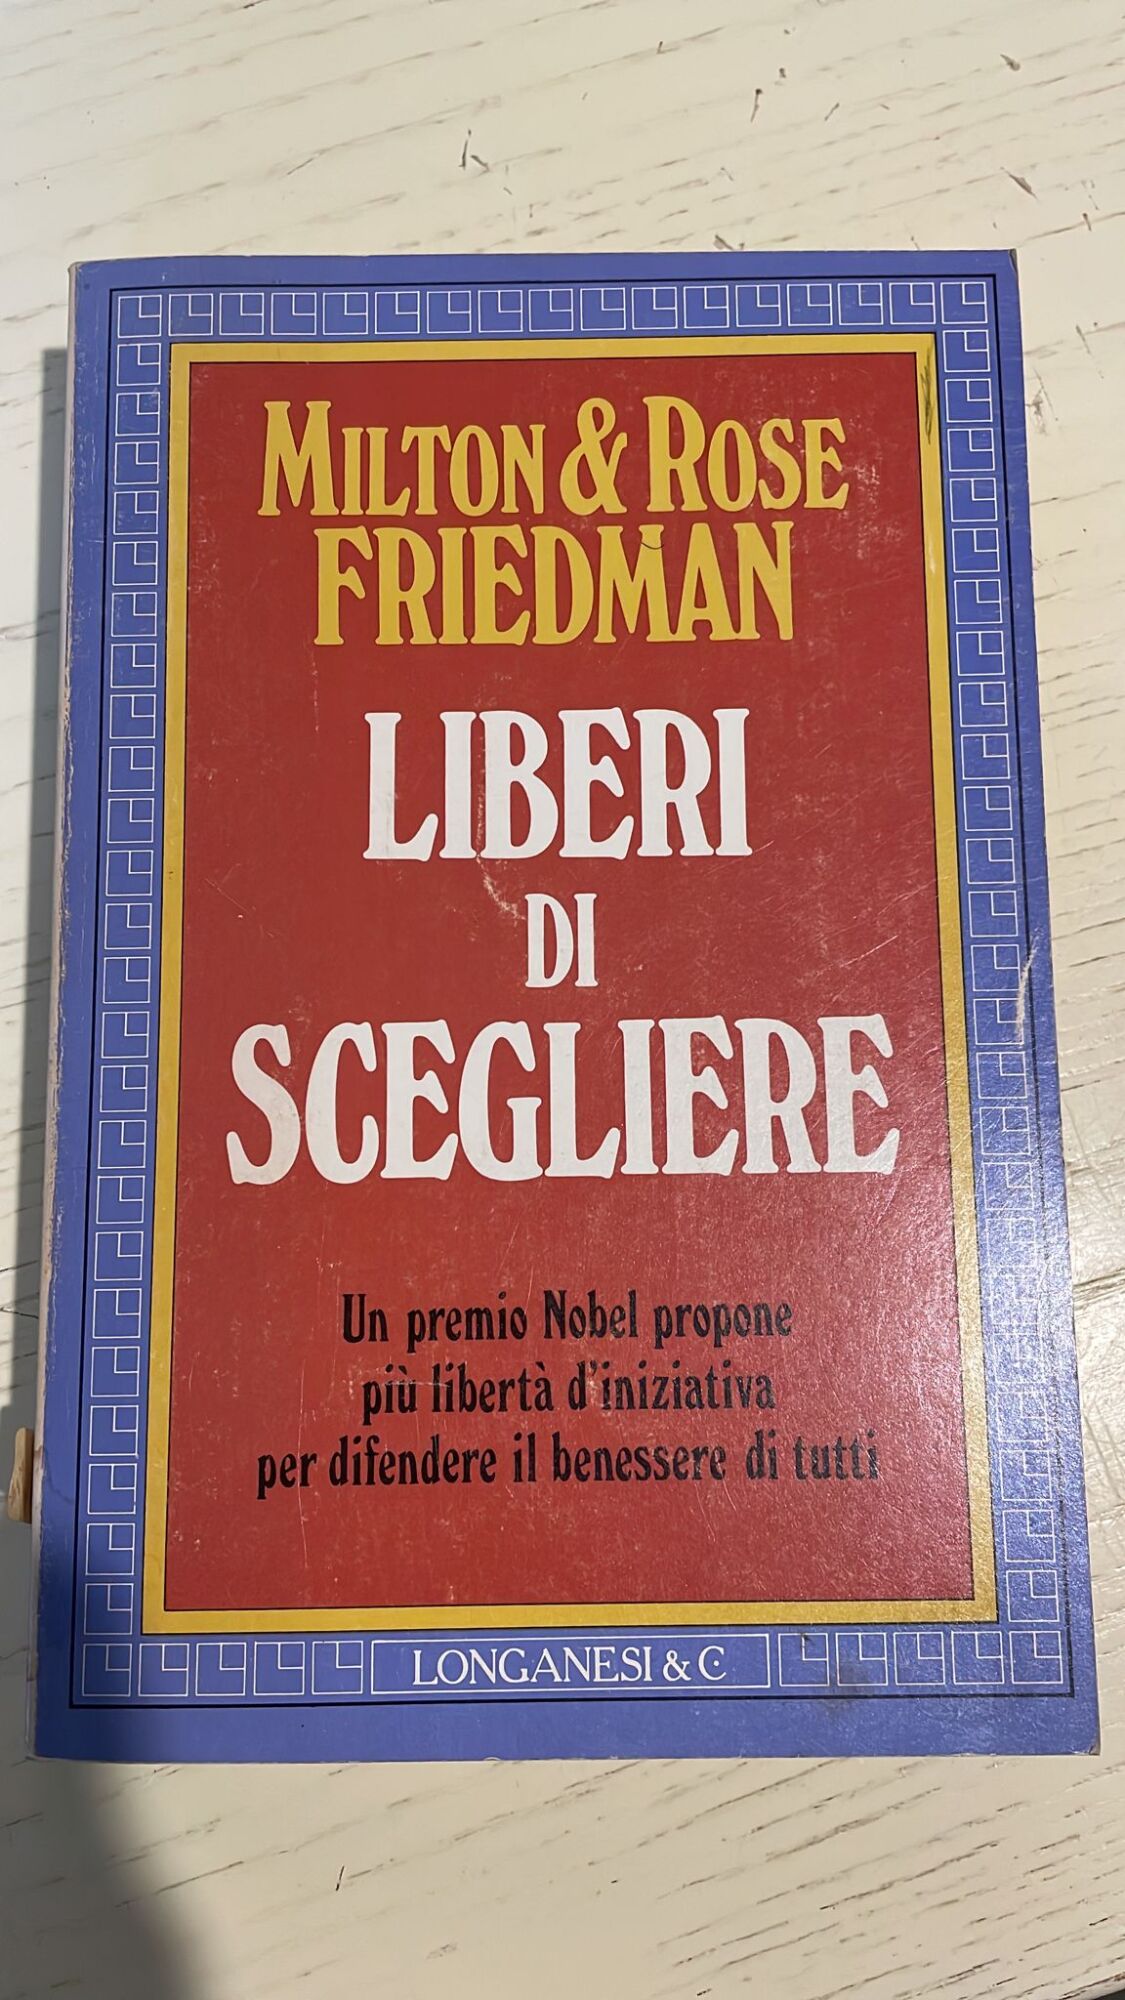 MILTON & ROSE
FRIEDMAN
LIBERI
DI
SCEGLIERE
Un premio Nobel propone
più libertà d'iniziativa
per difendere il benessere di tutti
LONGANESI & C.